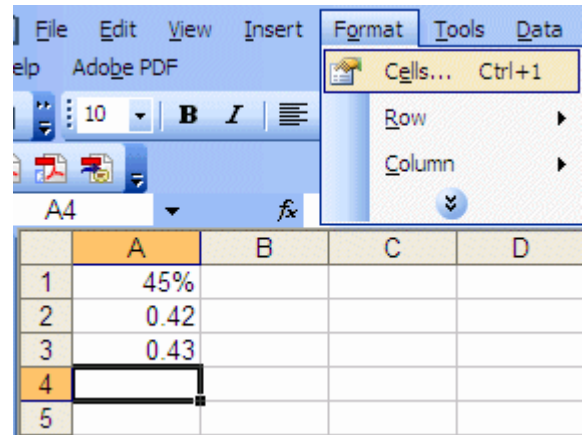 File Edit View Insert Format Tools Data
elp Adobe PDF
Cells... Ctrl+1
10 B I
Row
Column
A4 fx
A B C D
1 45%
2 0.42
3 0.43
4
5